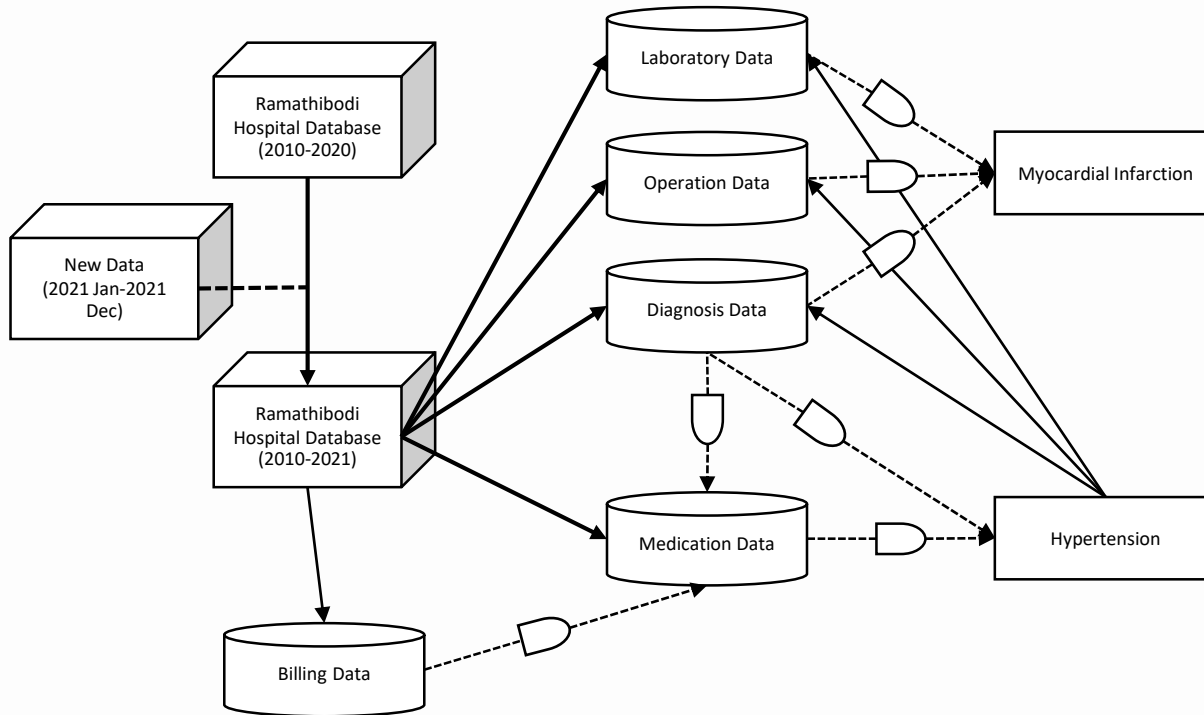 Laboratory Data
Ramathibodi
Hospital Database
(2010-2020)
Operation Data
Myocardial Infarction
New Data
(2021 Jan-2021
Dec)
Diagnosis Data
Ramathibodi
Hospital Database
(2010-2021)
Medication Data
Hypertension
Billing Data